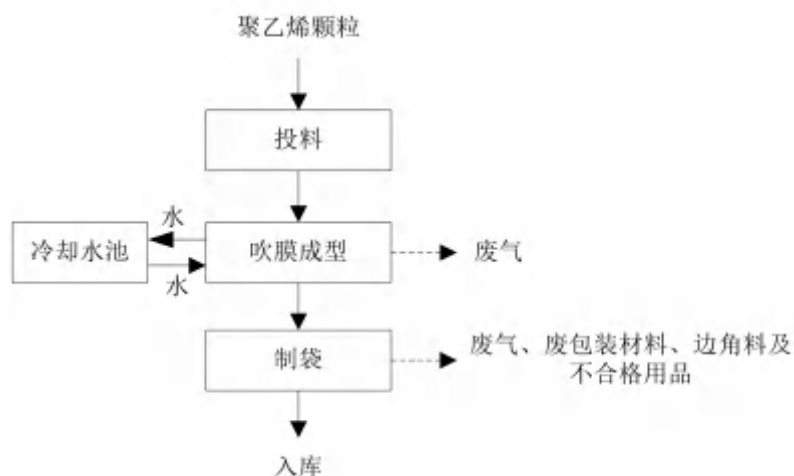 聚乙烯颗粒
投料
水
冷却水池
吹膜成型
废气
水
制袋
废气、废包装材料、边角料及
不合格用品
入库